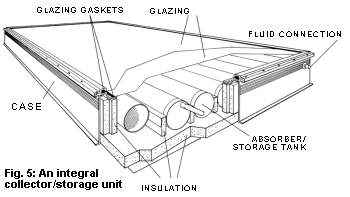 GLAZING GASKETS
GLAZING
FLUID CONNECTION
CASE
ABSORBER/
STORAGE TANK
Fig. 5: An integral
collector/storage unit
INSULATION